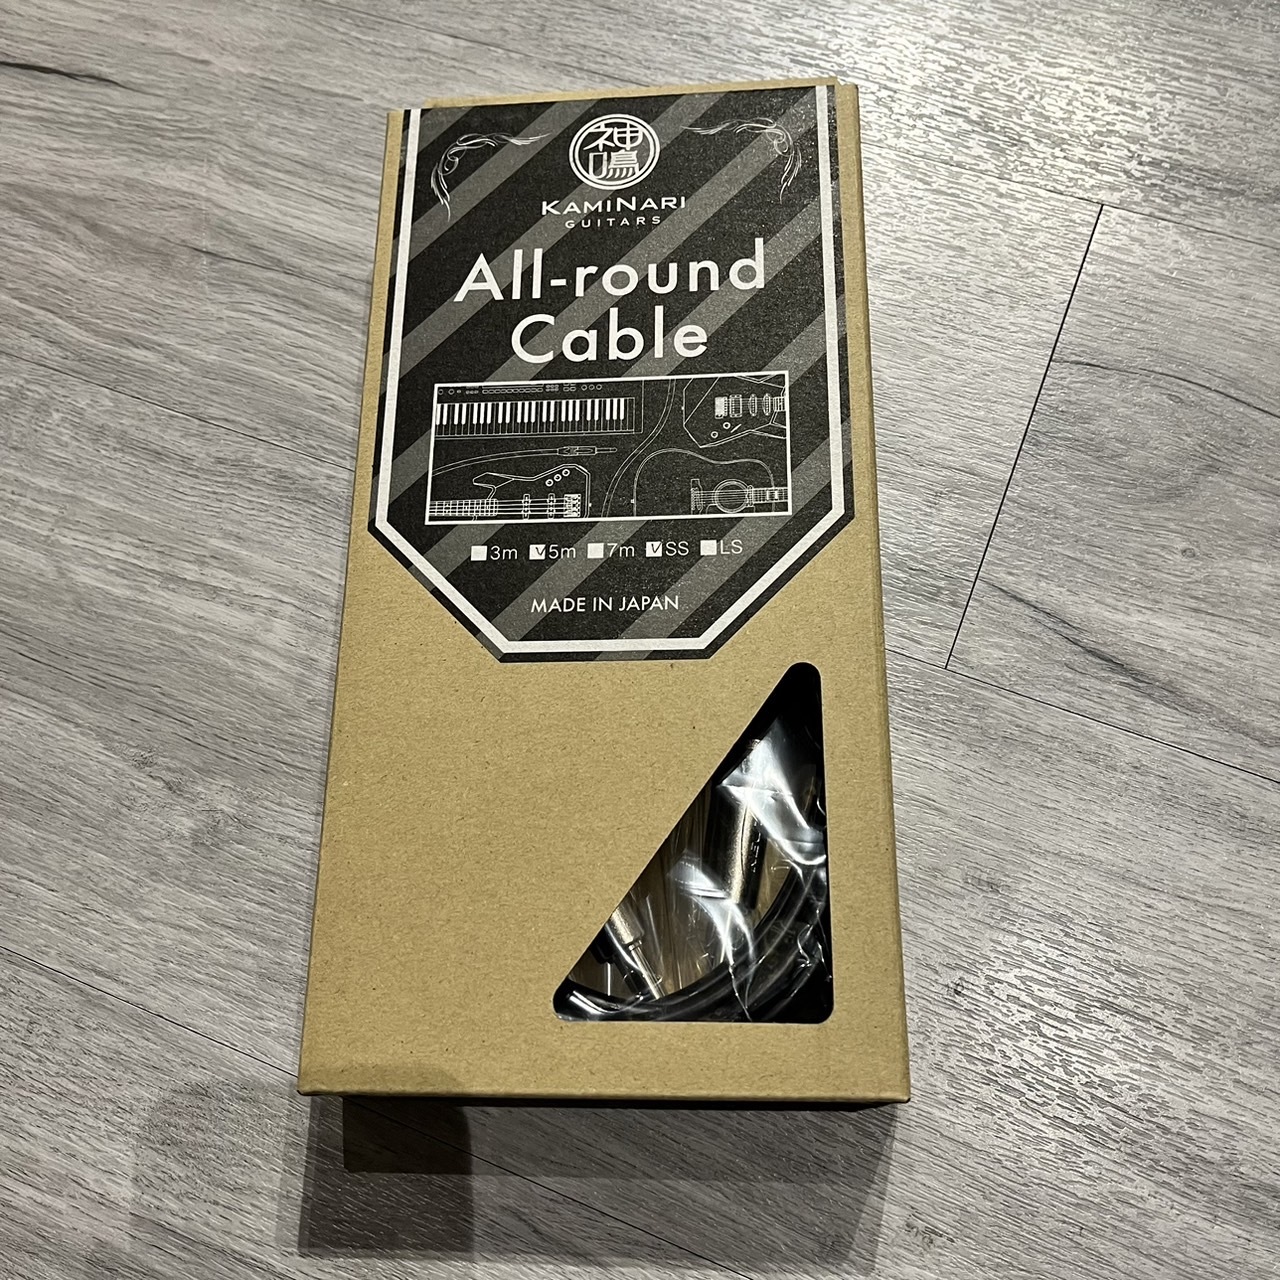 神鳴
KAMINARI
GUITARS
All-round
Cable
3m 5m 7m SS LS
MADE IN JAPAN